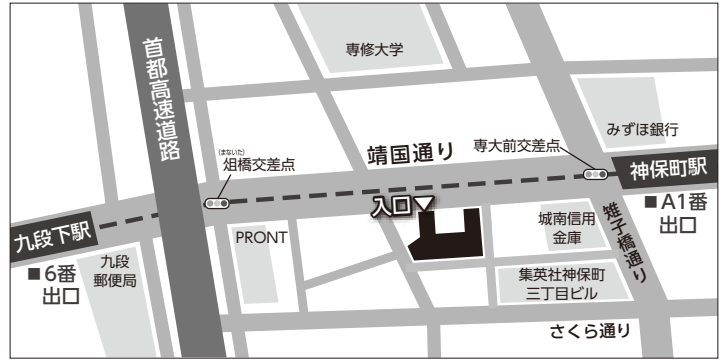 専修大学
首都高速道路
みずほ銀行
靖国通り
専大前交差点
(まないた)
俎橋交差点
神保町駅
■A1番
出口
入口▽
九段下駅
■6番
出口
九段
郵便局
PRONT
城南信用
金庫
雉子橋通り
集英社神保町
三丁目ビル
さくら通り